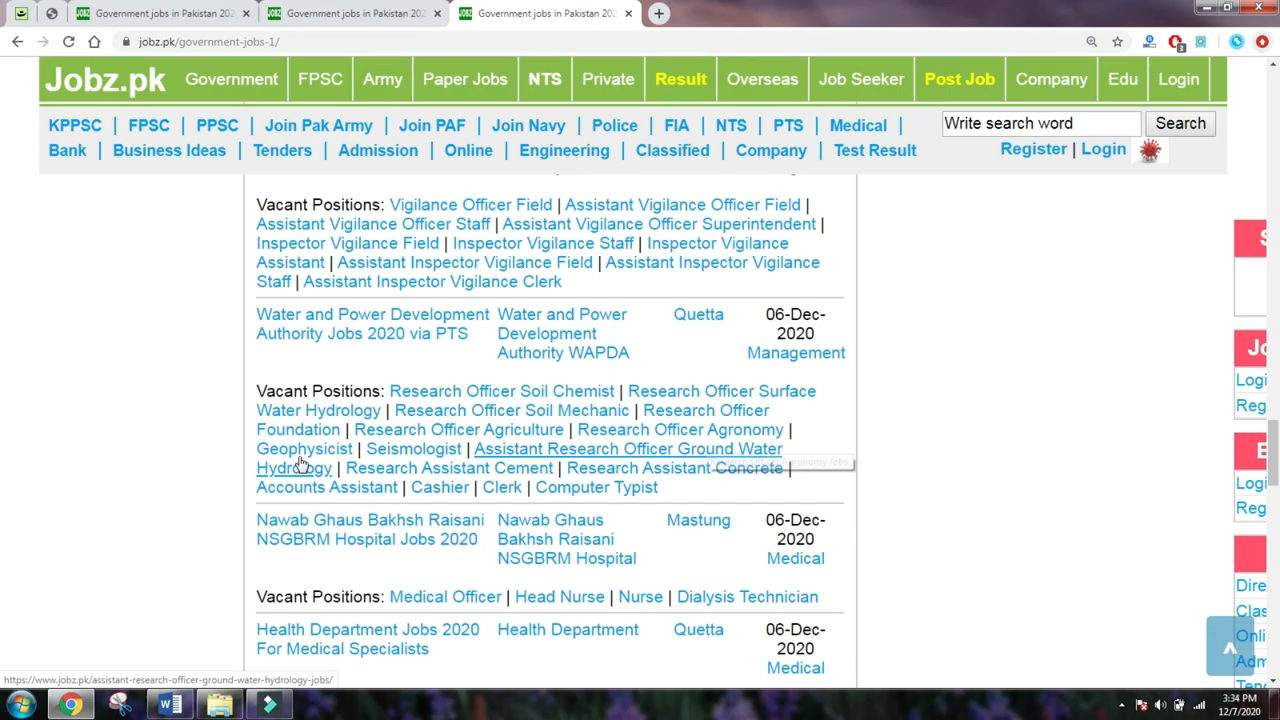 Government jobs in Pakistan 202
Government jobs in Pakistan 202
Government jobs in Pakistan 202
jobz.pk/government-jobs-1/
3
Jobz.pk Government FPSC Army Paper Jobs NTS Private Result Overseas Job Seeker Post Job Company Edu Login
KPPSC | FPSC | PPSC | Join Pak Army | Join PAF | Join Navy | Police | FIA | NTS | PTS | Medical |
Write search word Search
Bank | Business Ideas | Tenders | Admission | Online | Engineering | Classified | Company | Test Result
Register | Login
Vacant Positions: Vigilance Officer Field | Assistant Vigilance Officer Field |
Assistant Vigilance Officer Staff | Assistant Vigilance Officer Superintendent |
Inspector Vigilance Field | Inspector Vigilance Staff | Inspector Vigilance
Assistant | Assistant Inspector Vigilance Field | Assistant Inspector Vigilance
Staff | Assistant Inspector Vigilance Clerk
Water and Power Development Water and Power Quetta 06-Dec-
Authority Jobs 2020 via PTS Development 2020
Authority WAPDA Management
Vacant Positions: Research Officer Soil Chemist | Research Officer Surface
Water Hydrology | Research Officer Soil Mechanic | Research Officer
Foundation | Research Officer Agriculture | Research Officer Agronomy |
Geophysicist | Seismologist | Assistant Research Officer Ground Water
Hydrology | Research Assistant Cement | Research Assistant Concrete |
Accounts Assistant | Cashier | Clerk | Computer Typist
Nawab Ghaus Bakhsh Raisani Nawab Ghaus Mastung 06-Dec-
NSGBRM Hospital Jobs 2020 Bakhsh Raisani 2020
NSGBRM Hospital Medical
Vacant Positions: Medical Officer | Head Nurse | Nurse | Dialysis Technician
Health Department Jobs 2020 Health Department Quetta 06-Dec-
For Medical Specialists 2020
Medical
S
Jo
Logi
Reg
E
Logi
Reg
Dire
Clas
Onli
Adm
Tend
https://www.jobz.pk/assistant-research-officer-ground-water-hydrology-jobs/
3:34 PM
12/7/2020